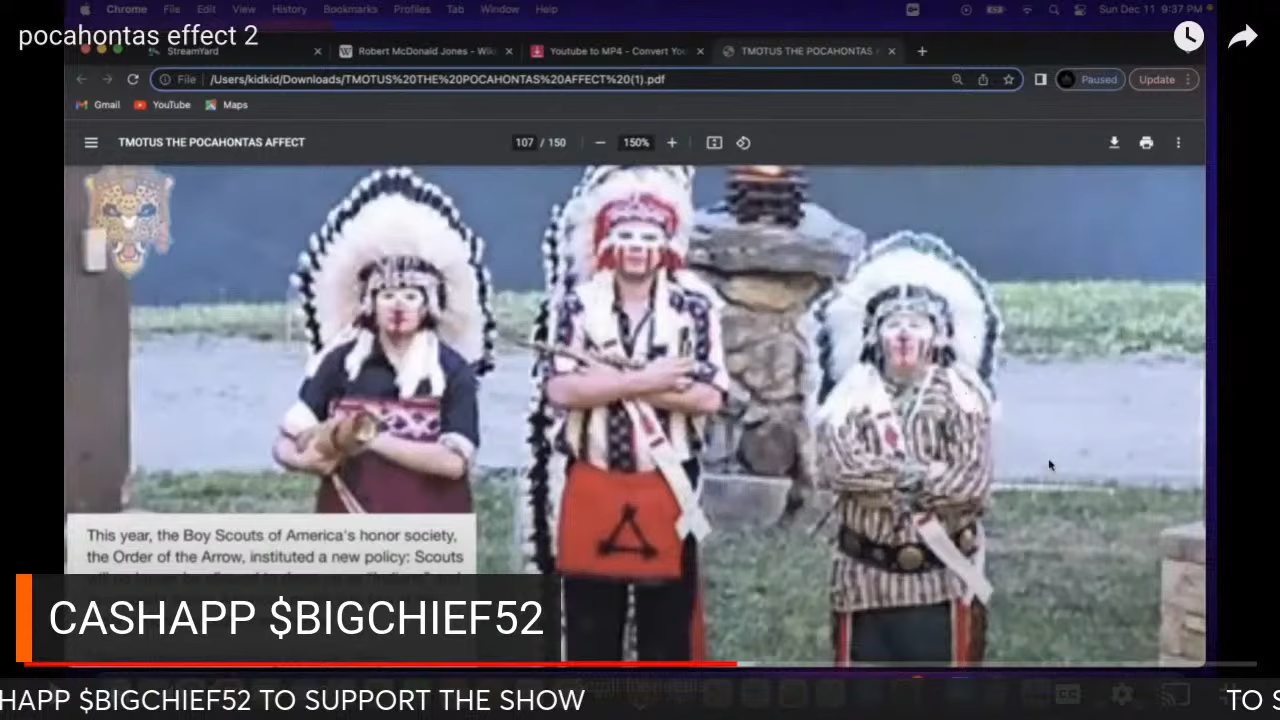 Chrome File Edit View History Bookmarks Profiles Tab Window Help Sun Dec 11 9:37 PM
pocahontas effect 2
StreamYard Robert McDonald Jones - Wiki Youtube to MP4 - Convert You TMOTUS THE POCAHONTAS A
File /Users/kidkid/Downloads/TMOTUS%20THE%20POCAHONTAS%20AFFECT%20(1).pdf Paused Update
Gmail YouTube Maps
TMOTUS THE POCAHONTAS AFFECT 107 / 150 150%
This year, the Boy Scouts of America's honor society,
the Order of the Arrow, instituted a new policy: Scouts
CASHAPP $BIGCHIEF52
HAPP $BIGCHIEF52 TO SUPPORT THE SHOW TO S